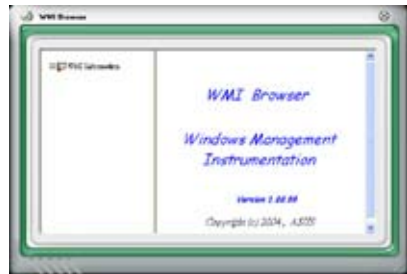 WMI Browser
WMI Browser
Windows Management
Instrumentation
Copyright (c) 2004, ASUS